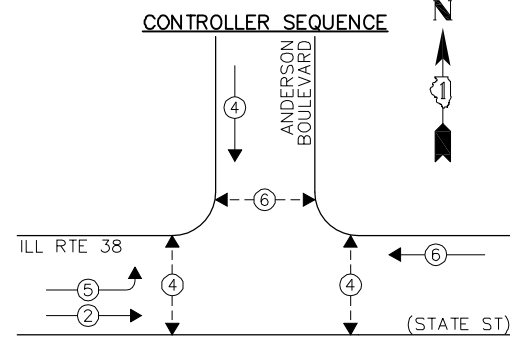 CONTROLLER SEQUENCE
N
ANDERSON
BOULEVARD
4
1
6
ILL RTE 38
6
5
4
4
2
(STATE ST)